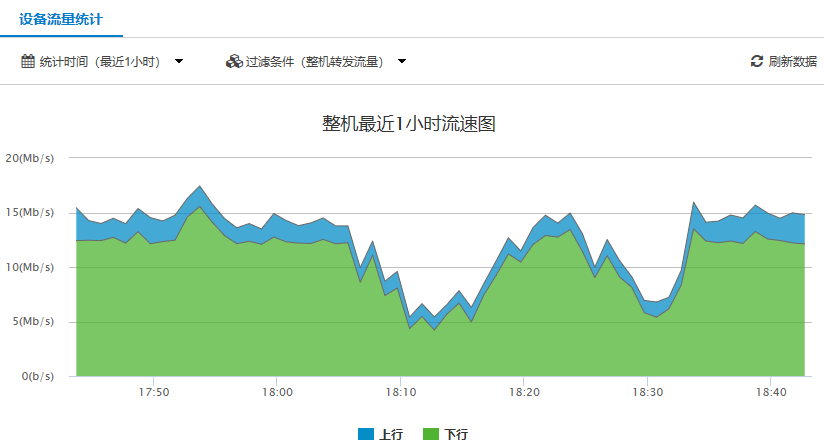 设备流量统计
统计时间（最近1小时） 过滤条件（整机转发流量） 刷新数据
整机最近1小时流速图
20(Mb/s)
15(Mb/s)
10(Mb/s)
5(Mb/s)
0(b/s)
17:50 18:00 18:10 18:20 18:30 18:40
上行 下行